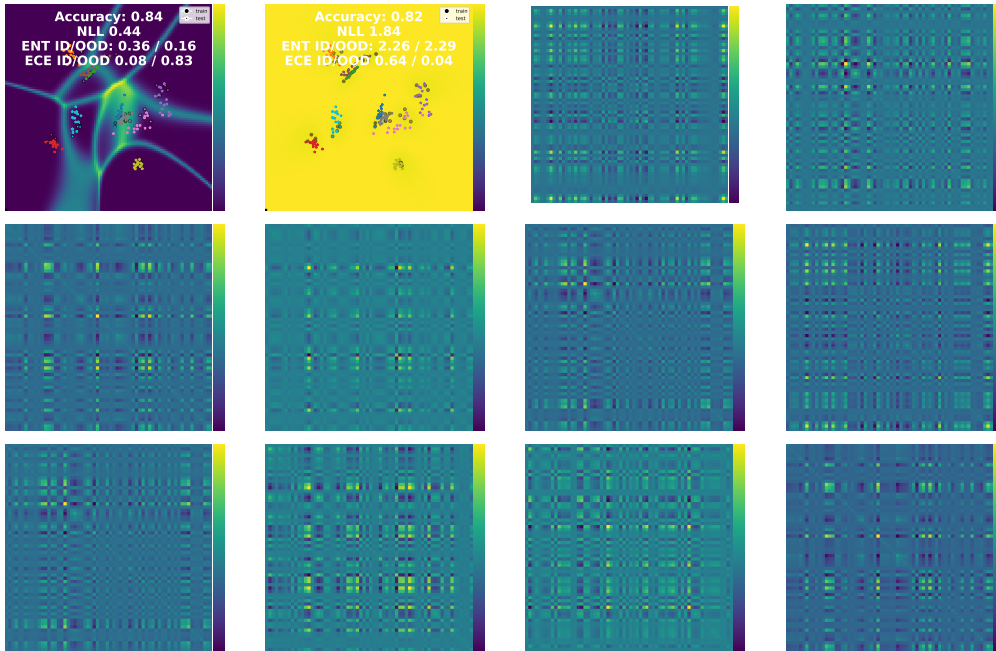 Accuracy: 0.84
NLL 0.44
ENT ID/OOD: 0.36 / 0.16
ECE ID/OOD 0.08 / 0.83
train
test
Accuracy: 0.82
NLL 1.84
ENT ID/OOD: 2.26 / 2.29
ECE ID/OOD 0.64 / 0.04
train
test